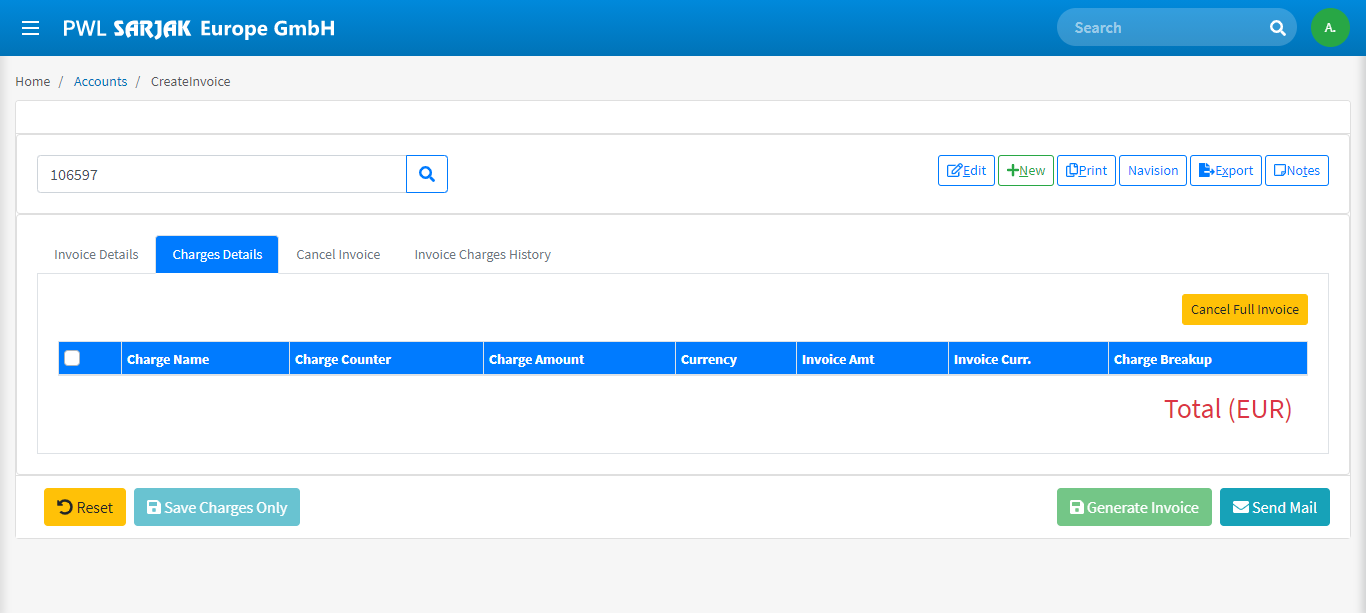 PWL SARJAK Europe GmbH
Search
A.
Home / Accounts / CreateInvoice
106597
Edit New Print Navision Export Notes
Invoice Details Charges Details Cancel Invoice Invoice Charges History
Cancel Full Invoice
Charge Name Charge Counter Charge Amount Currency Invoice Amt Invoice Curr. Charge Breakup
Total (EUR)
Reset Save Charges Only Generate Invoice Send Mail